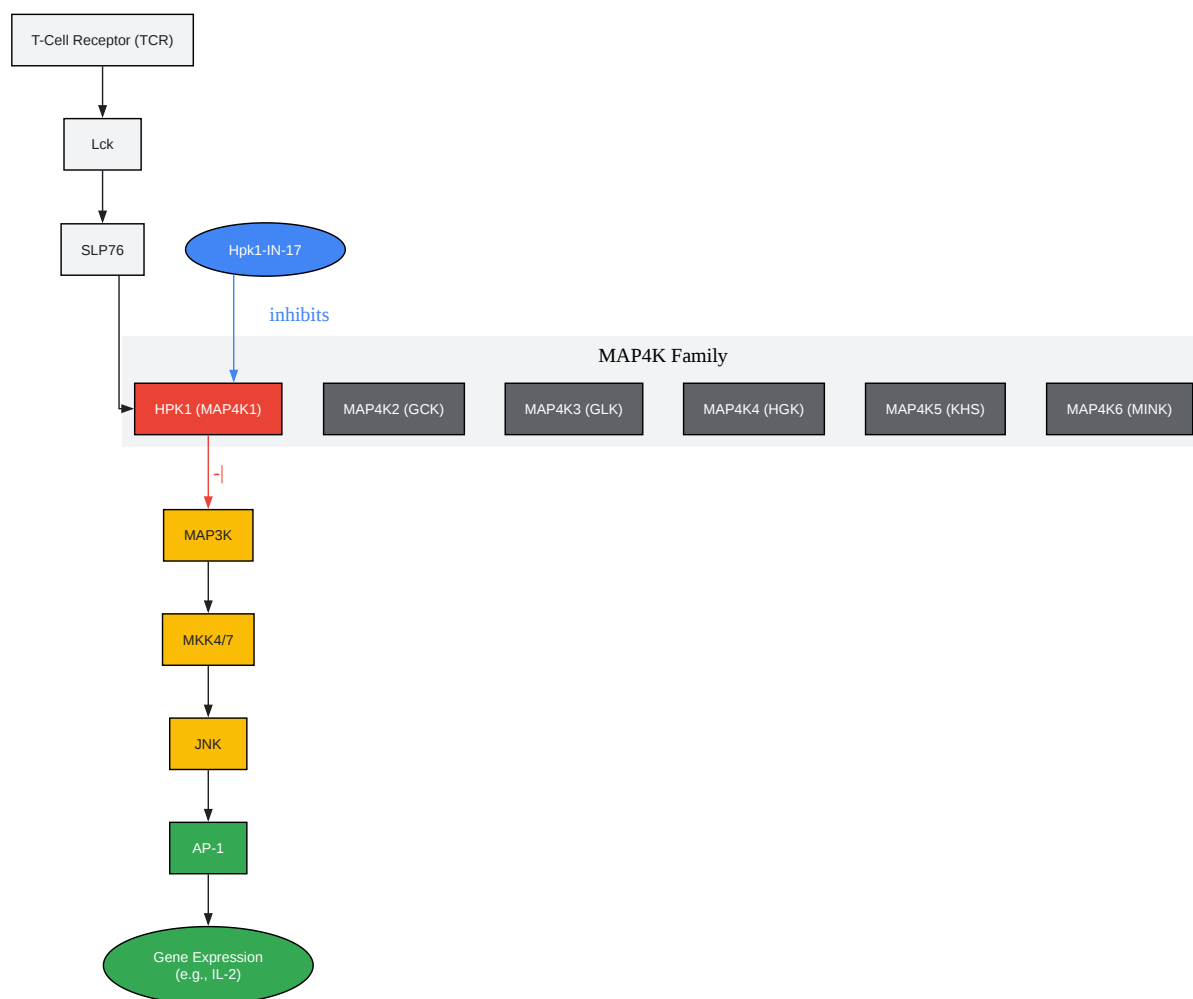 T-Cell Receptor (TCR)
Lck
SLP76
Hpk1-IN-17
inhibits
MAP4K Family
HPK1 (MAP4K1)
MAP4K2 (GCK)
MAP4K3 (GLK)
MAP4K4 (HGK)
MAP4K5 (KHS)
MAP4K6 (MINK)
-|
MAP3K
MKK4/7
JNK
AP-1
Gene Expression
(e.g., IL-2)